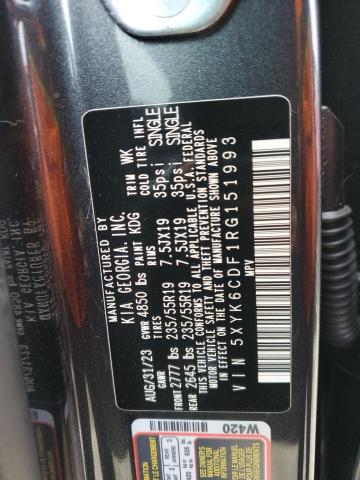 MANUFACTURED BY
KIA GEORGIA, INC.
AUG/31/23 GVWR 4850 lbs PAINT KDG TRIM WK
TIRES RIMS COLD TIRE INFL
FRONT 2777 lbs 235/55R19 7.5JX19 35psi SINGLE
REAR 2645 lbs 235/55R19 7.5JX19 35psi SINGLE
THIS VEHICLE CONFORMS TO ALL APPLICABLE U.S.A. FEDERAL
MOTOR VEHICLE SAFETY AND THEFT PREVENTION STANDARDS
IN EFFECT ON THE DATE OF MANUFACTURE SHOWN ABOVE
VIN 5XYK6CDF1RG151993
MPV
W420